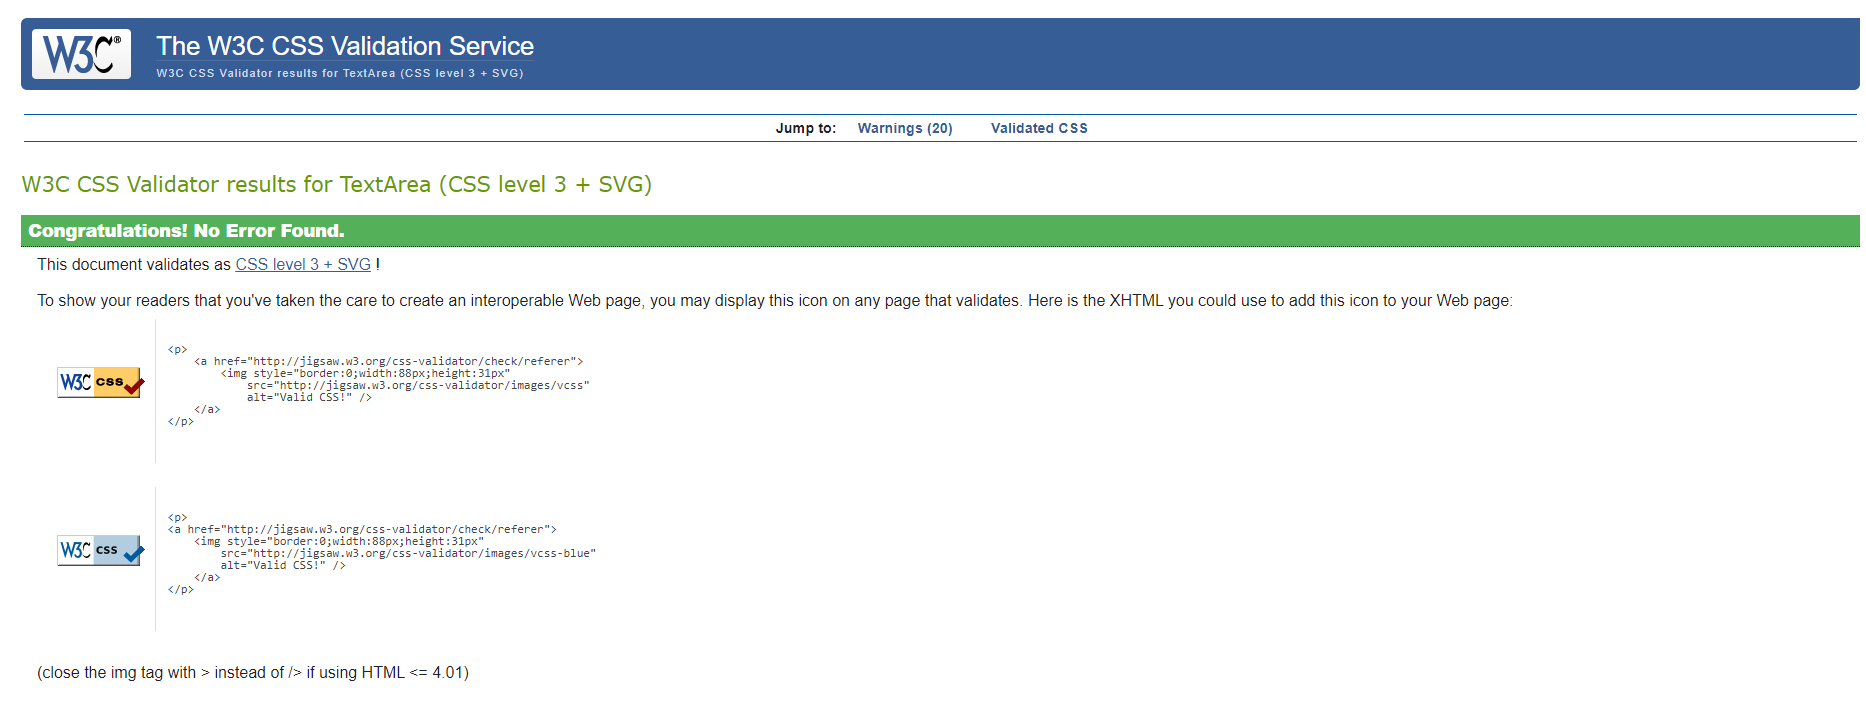 W3C® The W3C CSS Validation Service
W3C CSS Validator results for TextArea (CSS level 3 + SVG)
Jump to: Warnings (20) Validated CSS
W3C CSS Validator results for TextArea (CSS level 3 + SVG)
Congratulations! No Error Found.
This document validates as CSS level 3 + SVG !
To show your readers that you've taken the care to create an interoperable Web page, you may display this icon on any page that validates. Here is the XHTML you could use to add this icon to your Web page:
W3C css
<p>
<a href="http://jigsaw.w3.org/css-validator/check/referer">
<img style="border:0;width:88px;height:31px"
src="http://jigsaw.w3.org/css-validator/images/vcss"
alt="Valid CSS!" />
</a>
</p>
W3C css
<p>
<a href="http://jigsaw.w3.org/css-validator/check/referer">
<img style="border:0;width:88px;height:31px"
src="http://jigsaw.w3.org/css-validator/images/vcss-blue"
alt="Valid CSS!" />
</a>
</p>
(close the img tag with > instead of /> if using HTML <= 4.01)